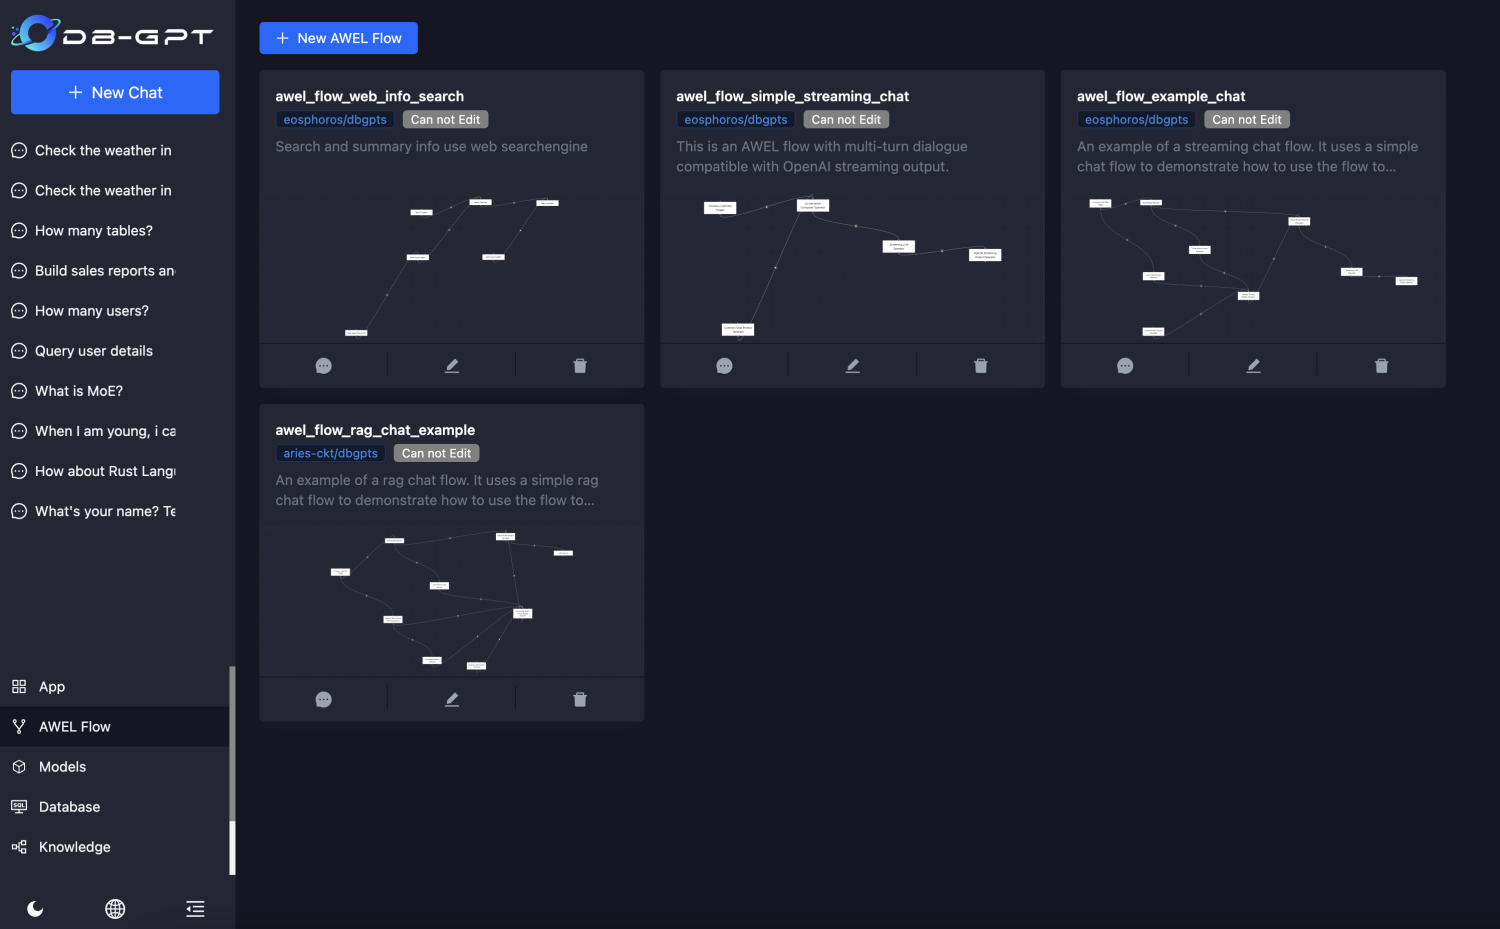 DB-GPT
New Chat
Check the weather in
Check the weather in
How many tables?
Build sales reports an
How many users?
Query user details
What is MoE?
When I am young, i ca
How about Rust Lang
What's your name? Te
App
AWEL Flow
Models
SQL
Database
Knowledge
New AWEL Flow
awel_flow_web_info_search
eosphoros/dbgpts Can not Edit
Search and summary info use web searchengine
awel_flow_simple_streaming_chat
eosphoros/dbgpts Can not Edit
This is an AWEL flow with multi-turn dialogue
compatible with OpenAI streaming output.
awel_flow_example_chat
eosphoros/dbgpts Can not Edit
An example of a streaming chat flow. It uses a simple
chat flow to demonstrate how to use the flow to...
awel_flow_rag_chat_example
aries-ckt/dbgpts Can not Edit
An example of a rag chat flow. It uses a simple rag
chat flow to demonstrate how to use the flow to...